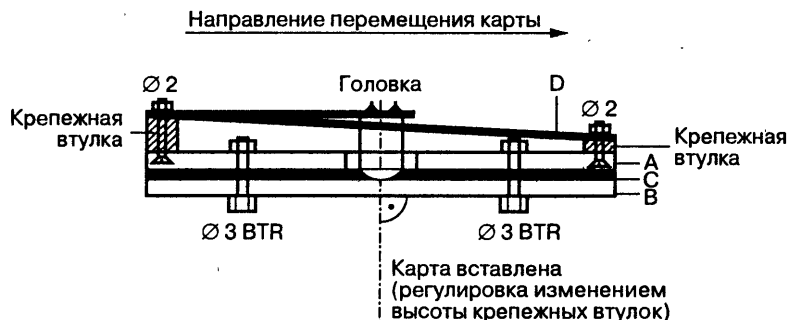 Направление перемещения карты
Ø 2
Головка
D
Ø 2
Крепежная
втулка
Крепежная
втулка
A
C
B
Ø 3 BTR
Ø 3 BTR
Карта вставлена
(регулировка изменением
высоты крепежных втулок)